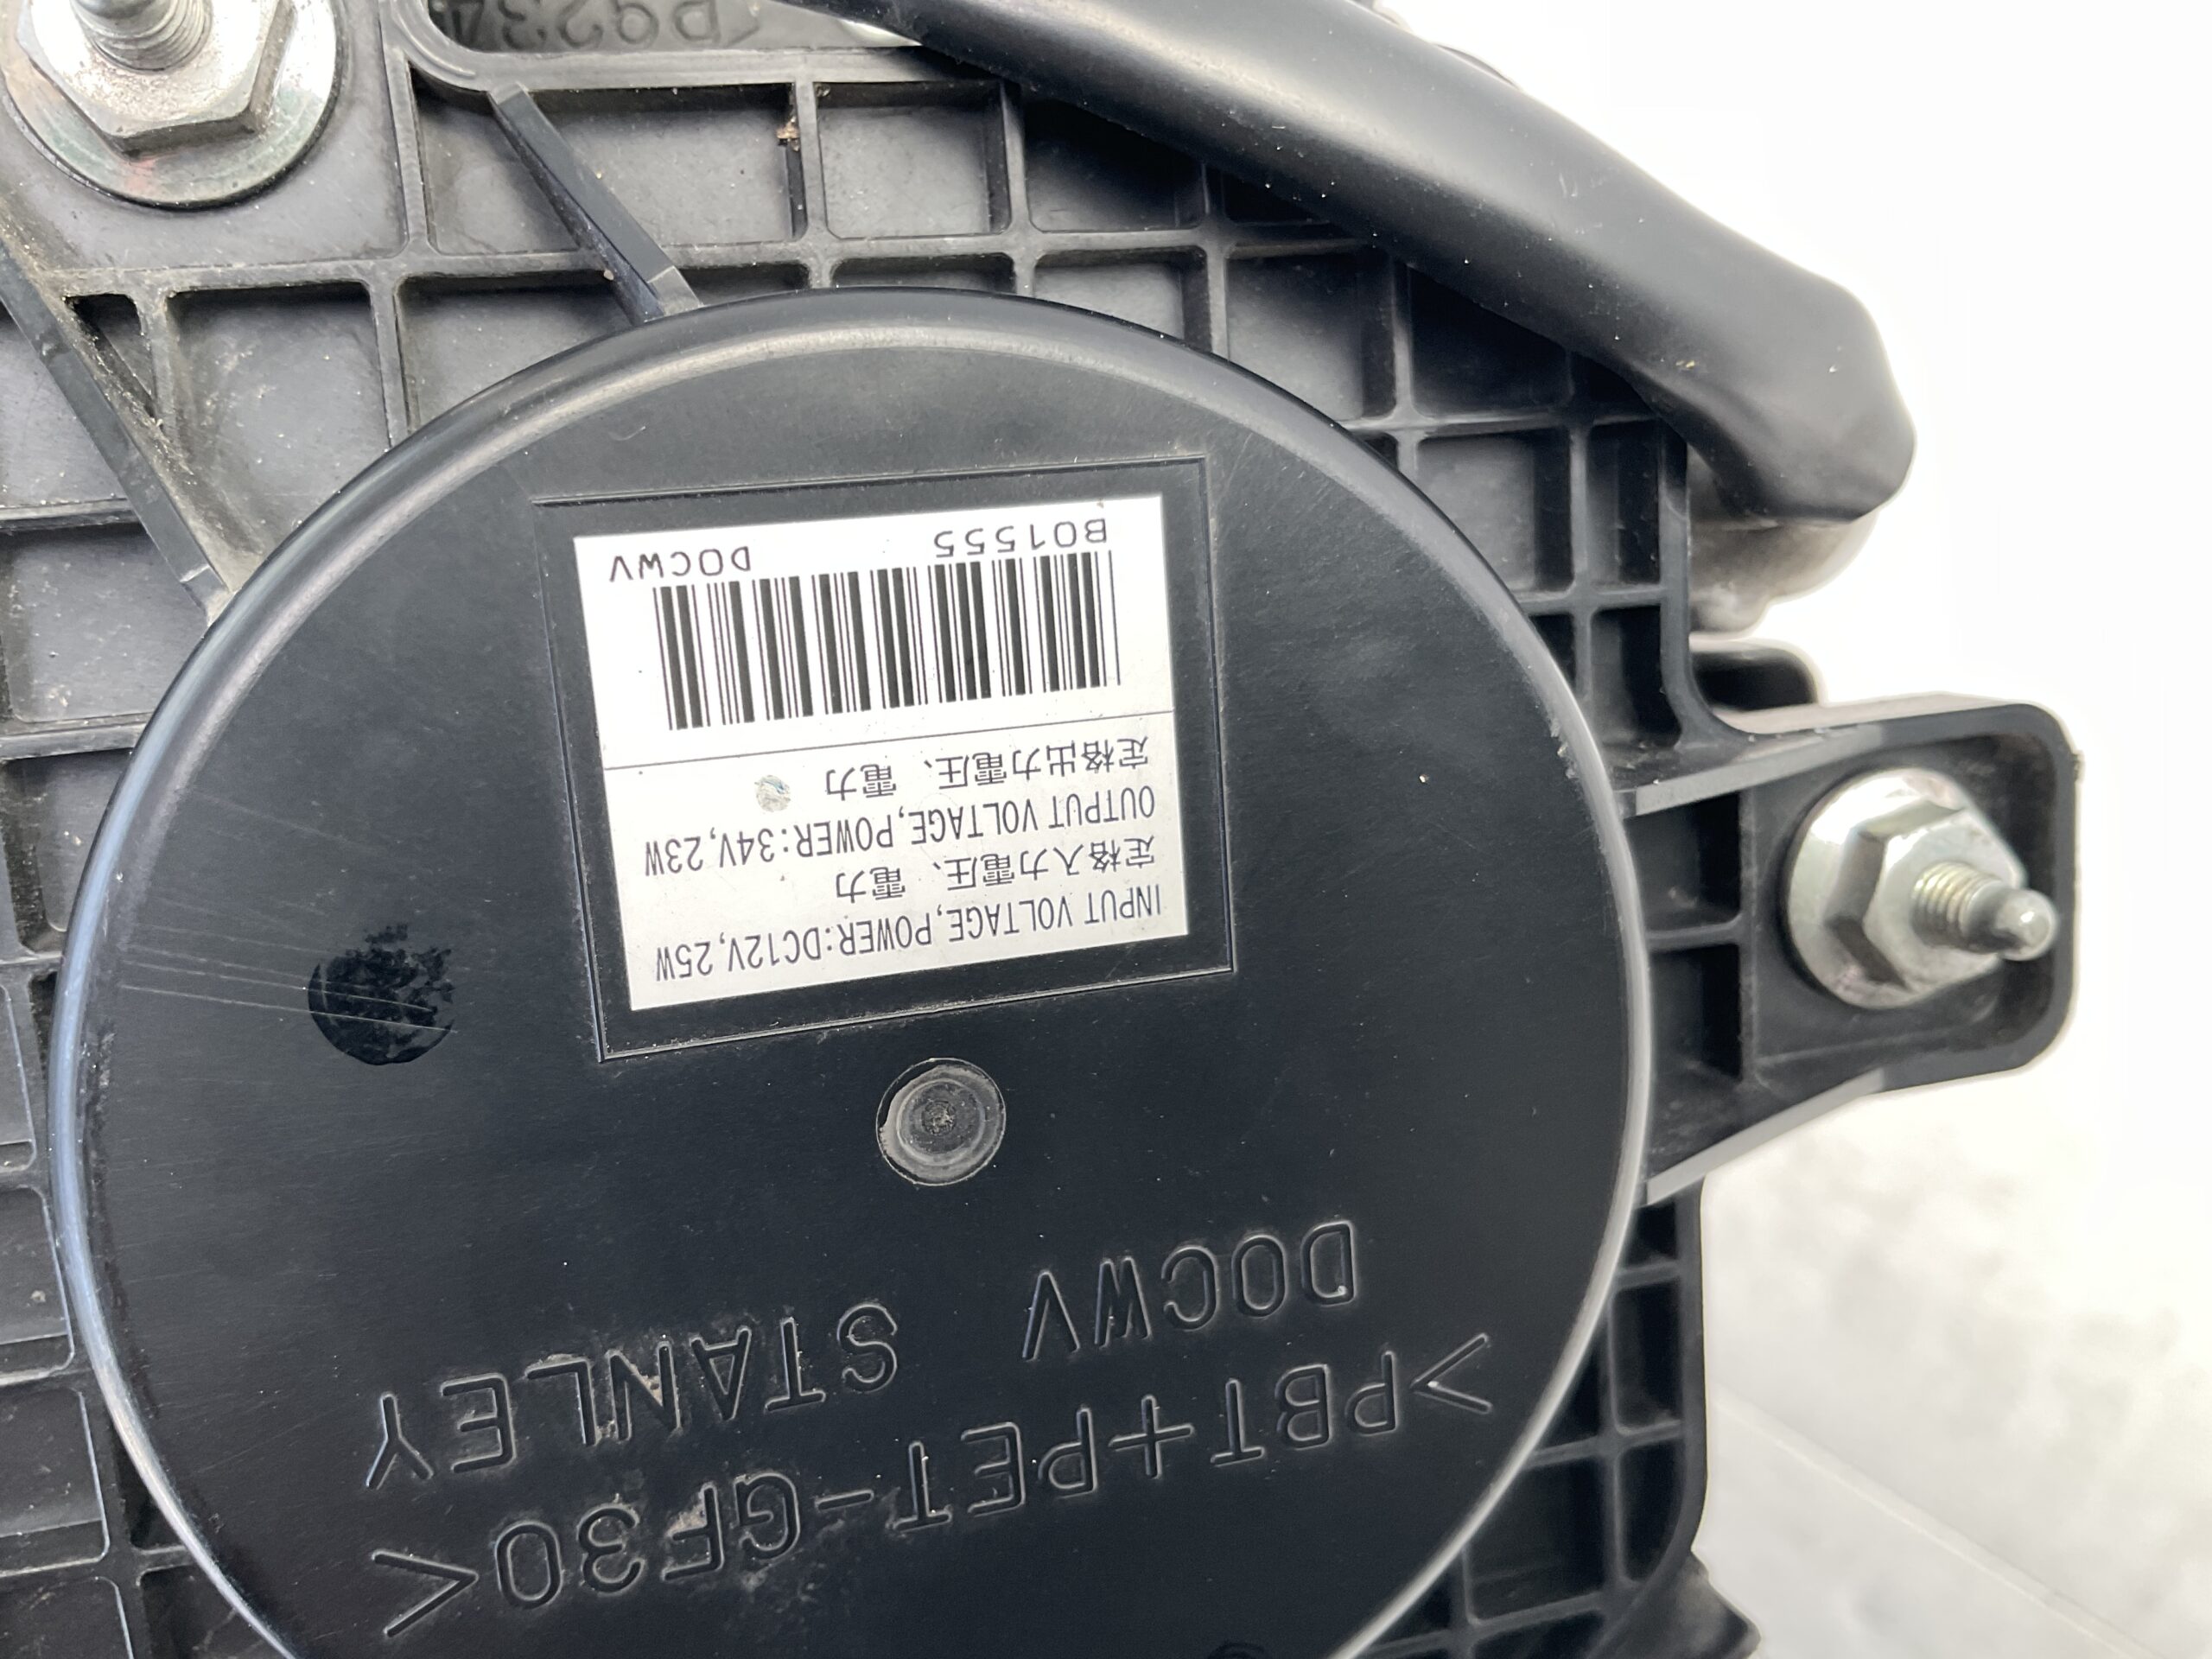 INPUT VOLTAGE,POWER:DC12V,25W
定格入力電圧、電力
OUTPUT VOLTAGE,POWER:34V,23W
定格出力電圧、電力
B01555 DOCWV
>PBT+PET-GF30<
DOCWV STANLEY